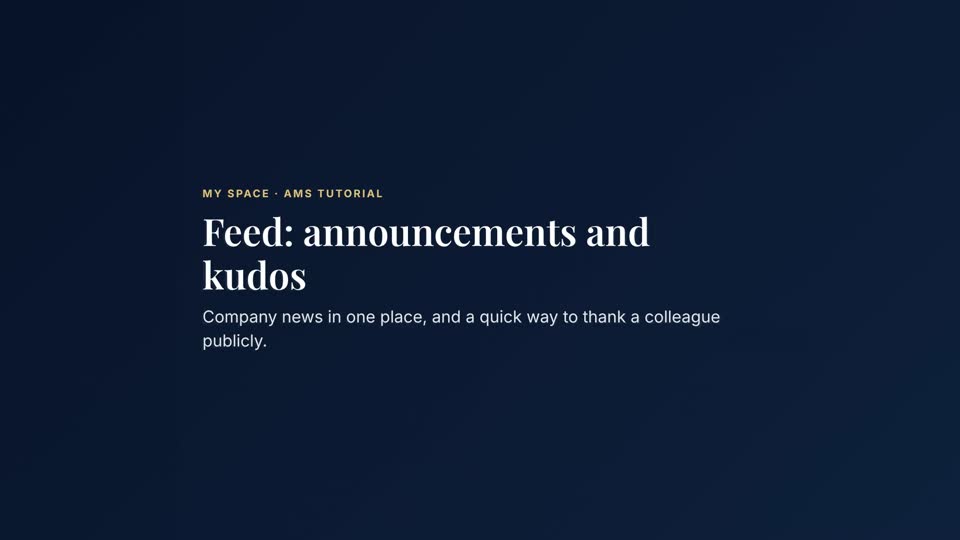 MY SPACE · AMS TUTORIAL
Feed: announcements and
kudos
Company news in one place, and a quick way to thank a colleague
publicly.